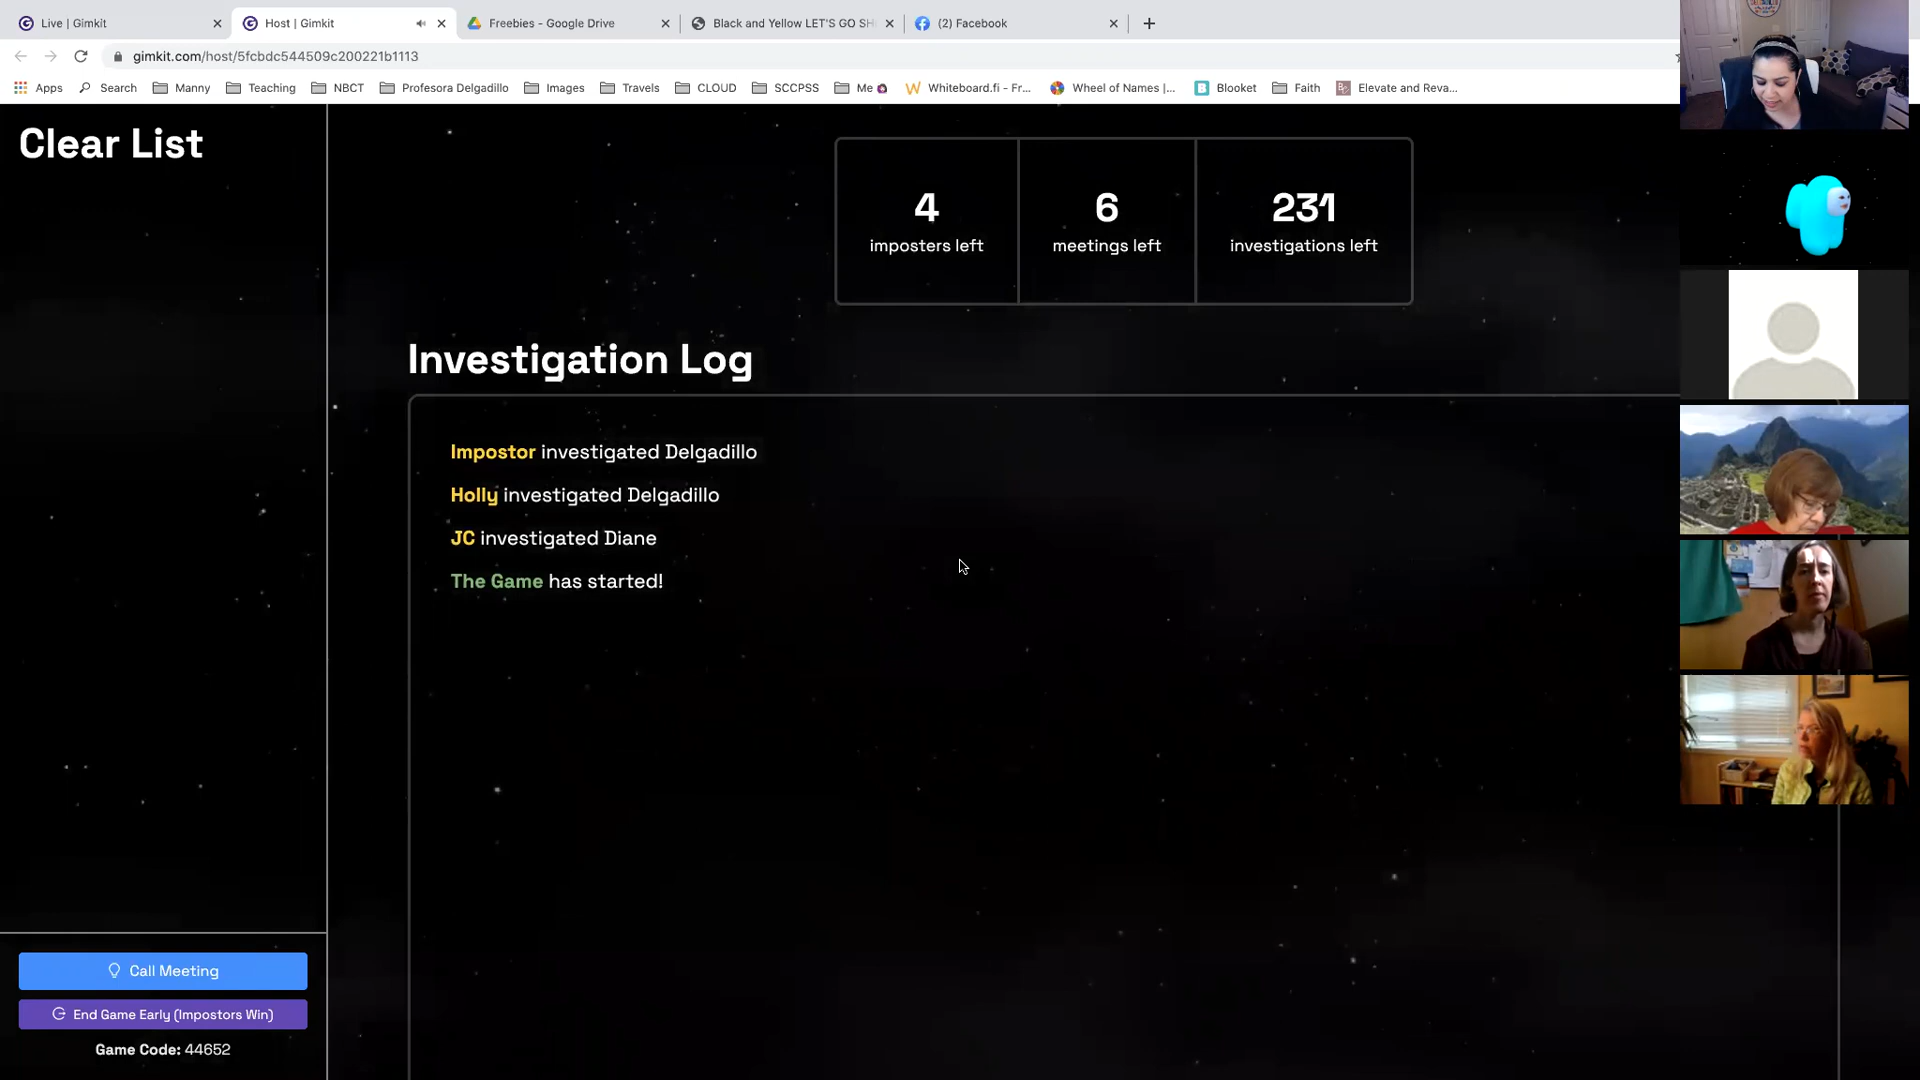 Live | Gimkit
Host | Gimkit
Freebies - Google Drive
Black and Yellow LET'S GO SH
(2) Facebook
gimkit.com/host/5fcbdc544509c200221b1113
Apps
Search
Manny
Teaching
NBCT
Profesora Delgadillo
Images
Travels
CLOUD
SCCPSS
Me
Whiteboard.fi - Fr...
Wheel of Names |...
Blooket
Faith
Elevate and Reva...
Clear List
4
imposters left
6
meetings left
231
investigations left
Investigation Log
Impostor investigated Delgadillo
Holly investigated Delgadillo
JC investigated Diane
The Game has started!
Call Meeting
End Game Early (Impostors Win)
Game Code: 44652